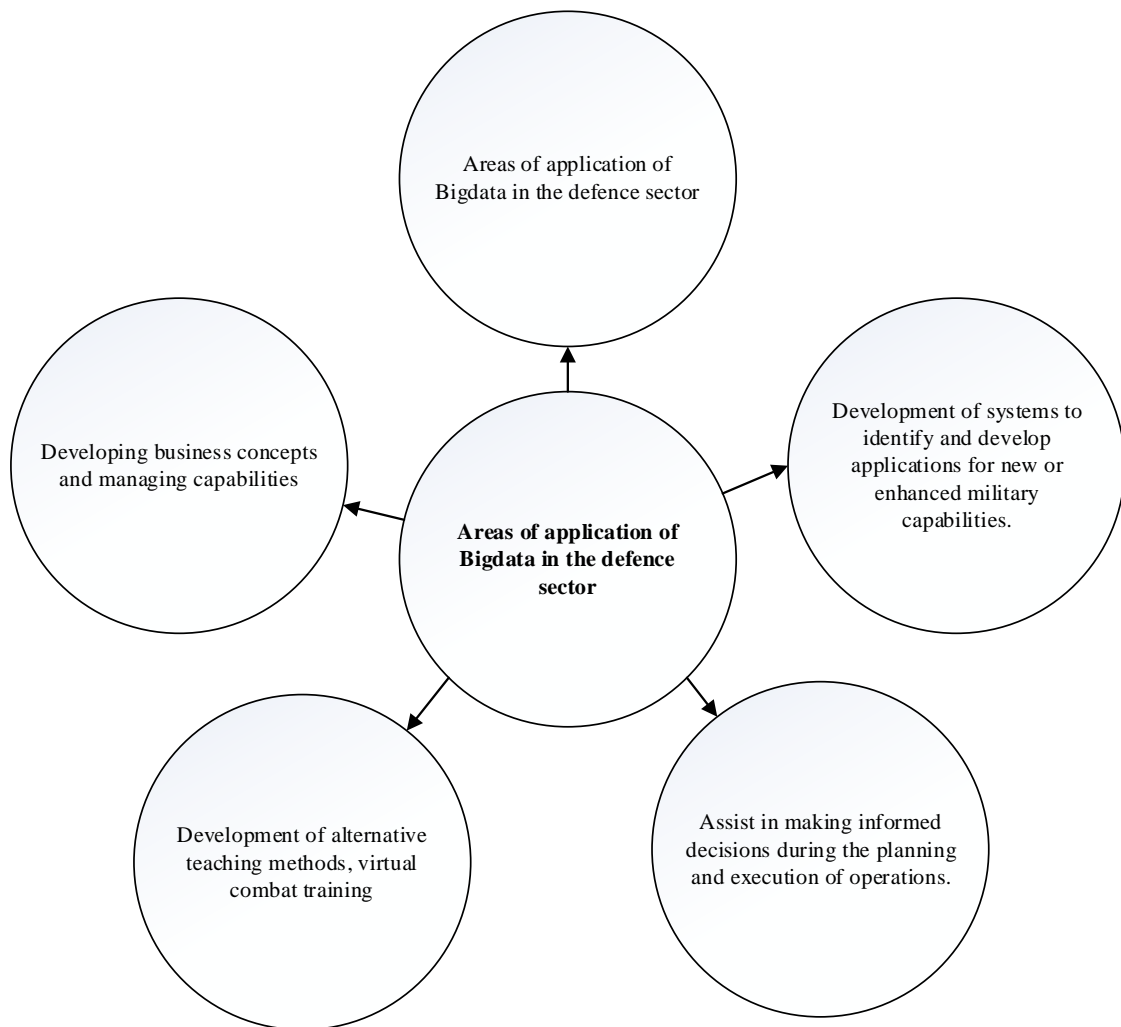 Areas of application of
Bigdata in the defence sector
Developing business concepts
and managing capabilities
Development of systems to
identify and develop
applications for new or
enhanced military
capabilities.
Areas of application of
Bigdata in the defence
sector
Development of alternative
teaching methods, virtual
combat training
Assist in making informed
decisions during the planning
and execution of operations.